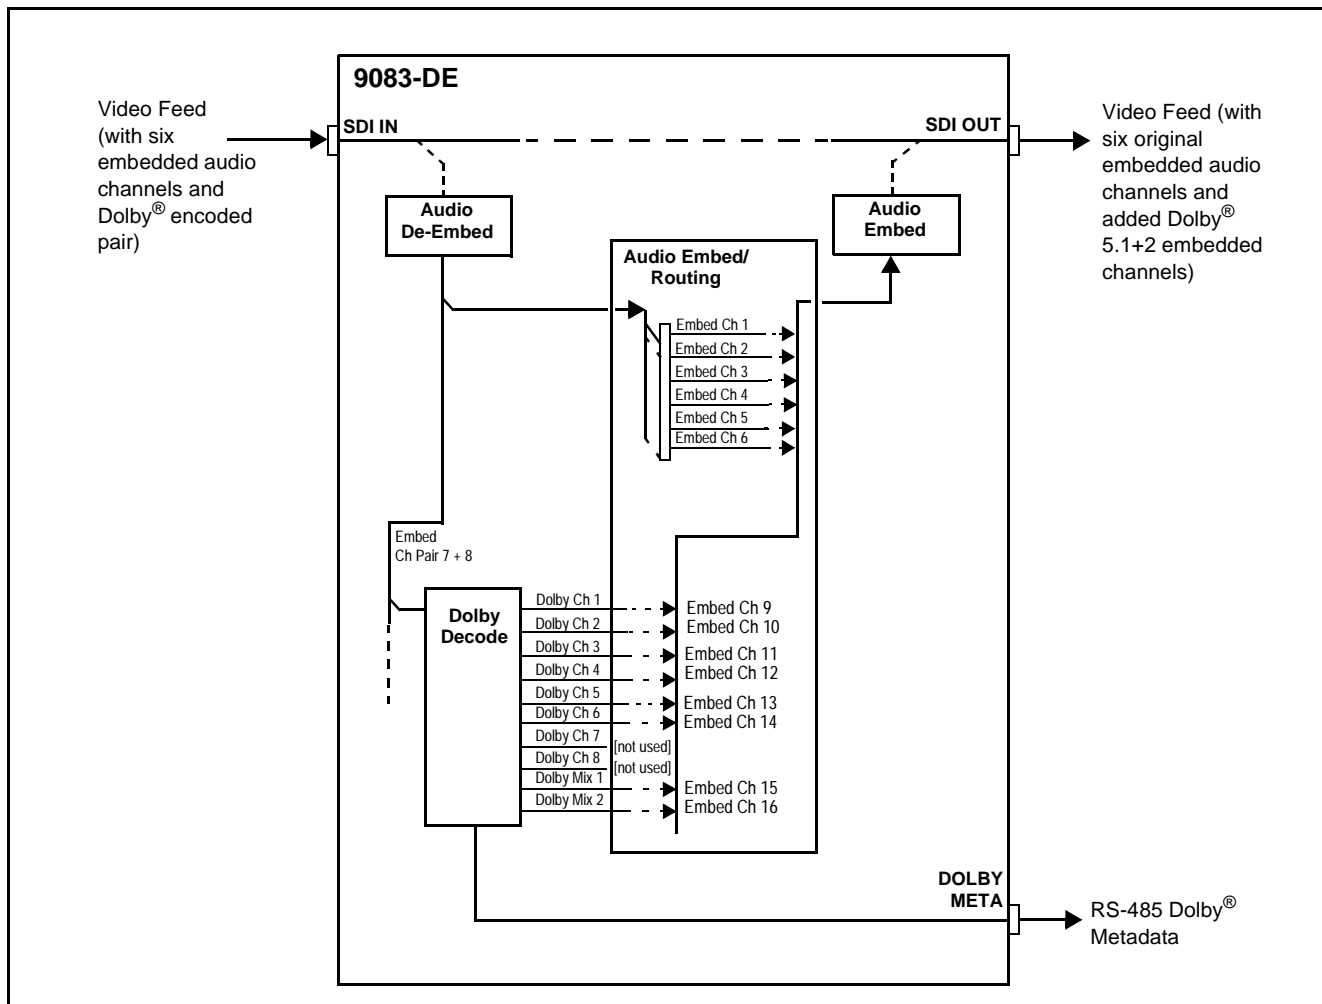 9083-DE
Video Feed
(with six
embedded audio
channels and
Dolby® encoded
pair)
SDI IN
SDI OUT
Video Feed (with
six original
embedded audio
channels and
added Dolby®
5.1+2 embedded
channels)
Audio
De-Embed
Audio
Embed
Audio Embed/
Routing
Embed Ch 1
Embed Ch 2
Embed Ch 3
Embed Ch 4
Embed Ch 5
Embed Ch 6
Embed
Ch Pair 7 + 8
Dolby
Decode
Dolby Ch 1
Dolby Ch 2
Dolby Ch 3
Dolby Ch 4
Dolby Ch 5
Dolby Ch 6
Dolby Ch 7
Dolby Ch 8
Dolby Mix 1
Dolby Mix 2
[not used]
[not used]
Embed Ch 9
Embed Ch 10
Embed Ch 11
Embed Ch 12
Embed Ch 13
Embed Ch 14
Embed Ch 15
Embed Ch 16
DOLBY
META
RS-485 Dolby®
Metadata